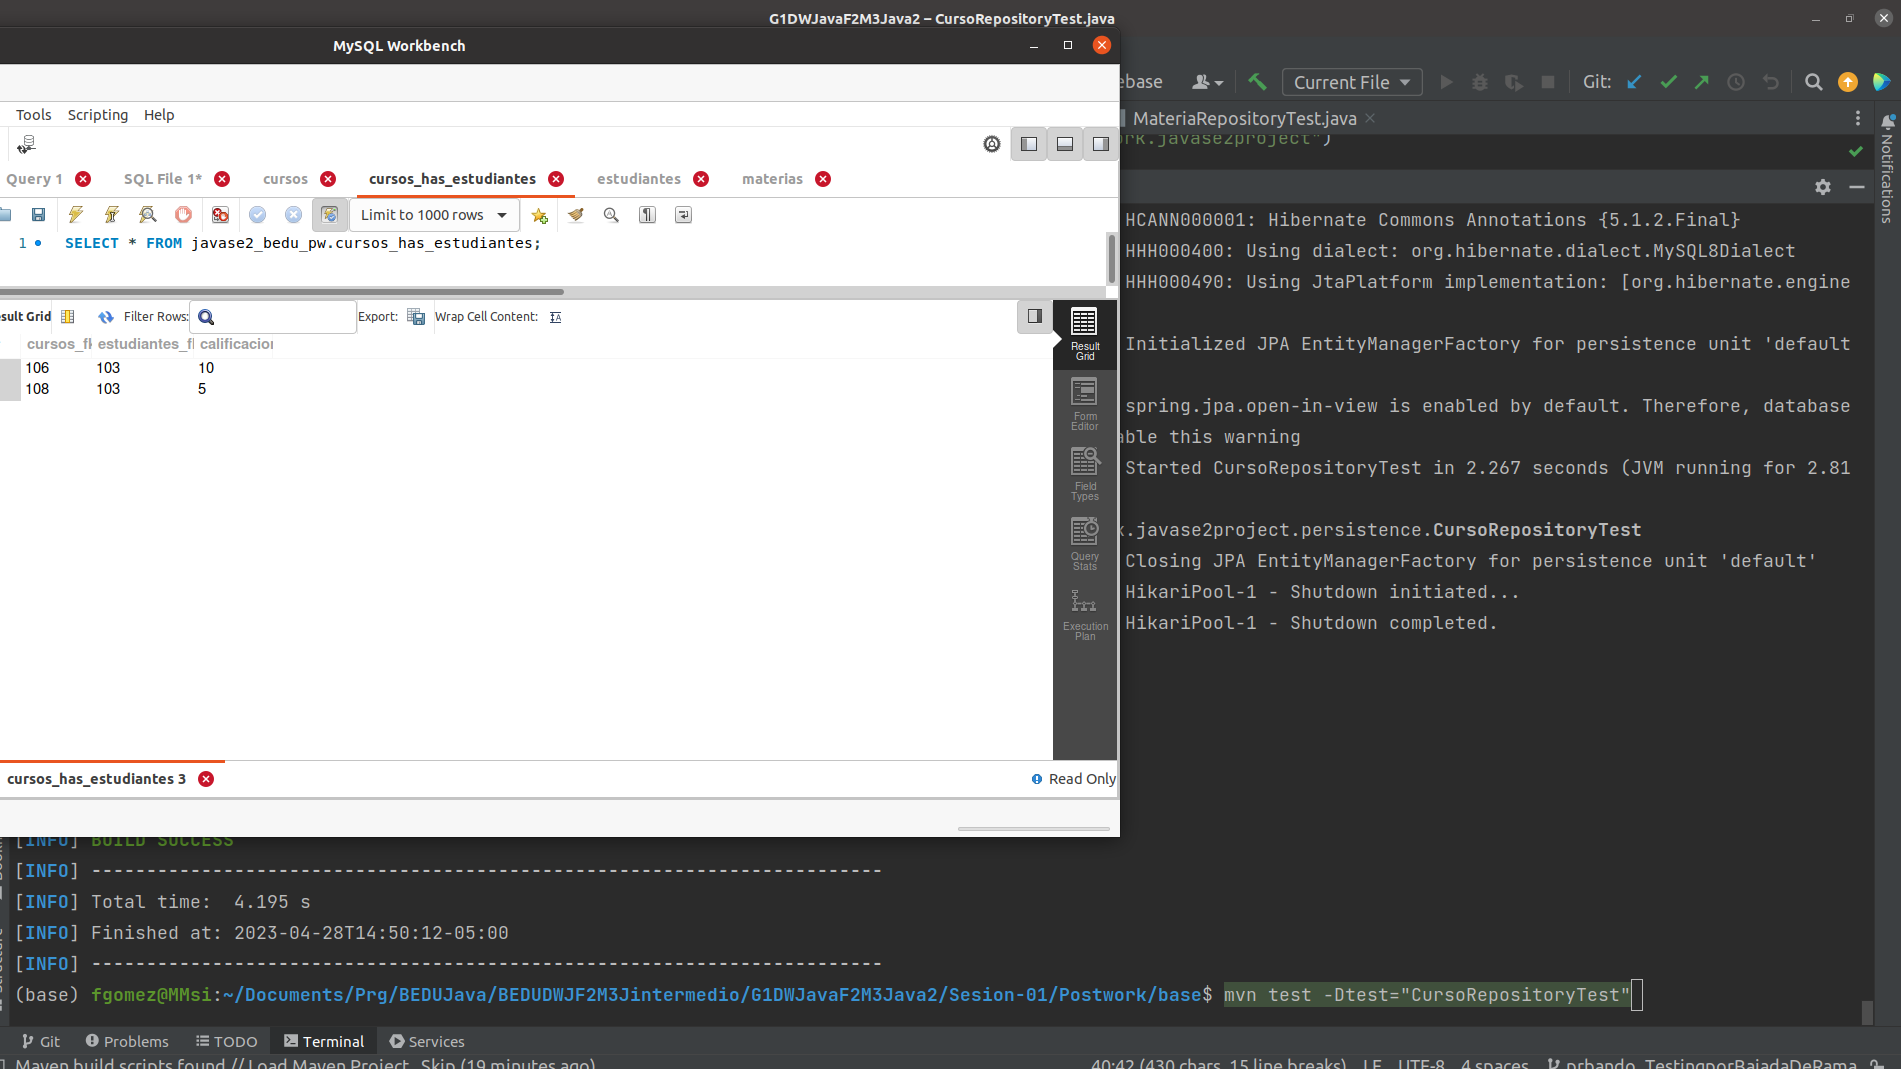 G1DWJavaF2M3Java2 – CursoRepositoryTest.java
MySQL Workbench
Current File
Git:
Tools Scripting Help
MateriaRepositoryTest.java
Notifications
Query 1 SQL File 1* cursos cursos_has_estudiantes estudiantes materias
Limit to 1000 rows
1 SELECT * FROM javase2_bedu_pw.cursos_has_estudiantes;
HCANN000001: Hibernate Commons Annotations {5.1.2.Final}
HHH000400: Using dialect: org.hibernate.dialect.MySQL8Dialect
HHH000490: Using JtaPlatform implementation: [org.hibernate.engine
sult Grid Filter Rows: Export: Wrap Cell Content:
cursos_fk estudiantes_fl calificacion
106 103 10
108 103 5
Result Grid
Form Editor
Field Types
Query Stats
Execution Plan
Initialized JPA EntityManagerFactory for persistence unit 'default
spring.jpa.open-in-view is enabled by default. Therefore, database
able this warning
Started CursoRepositoryTest in 2.267 seconds (JVM running for 2.81
k.javase2project.persistence.CursoRepositoryTest
Closing JPA EntityManagerFactory for persistence unit 'default'
HikariPool-1 - Shutdown initiated...
HikariPool-1 - Shutdown completed.
cursos_has_estudiantes 3 Read Only
[INFO] BUILD SUCCESS
[INFO] ------------------------------------------------------------------------
[INFO] Total time:  4.195 s
[INFO] Finished at: 2023-04-28T14:50:12-05:00
[INFO] ------------------------------------------------------------------------
(base) fgomez@MMsi:~/Documents/Prg/BEDUJava/BEDUDWJF2M3Jintermedio/G1DWJavaF2M3Java2/Sesion-01/Postwork/base$ mvn test -Dtest="CursoRepositoryTest"
Git Problems TODO Terminal Services
Maven build scripts found // Load Maven Project Skip (19 minutes ago) 40:42 (430 chars, 15 line breaks) LF UTF-8 4 spaces prbando_TestingporBajadaDeRama